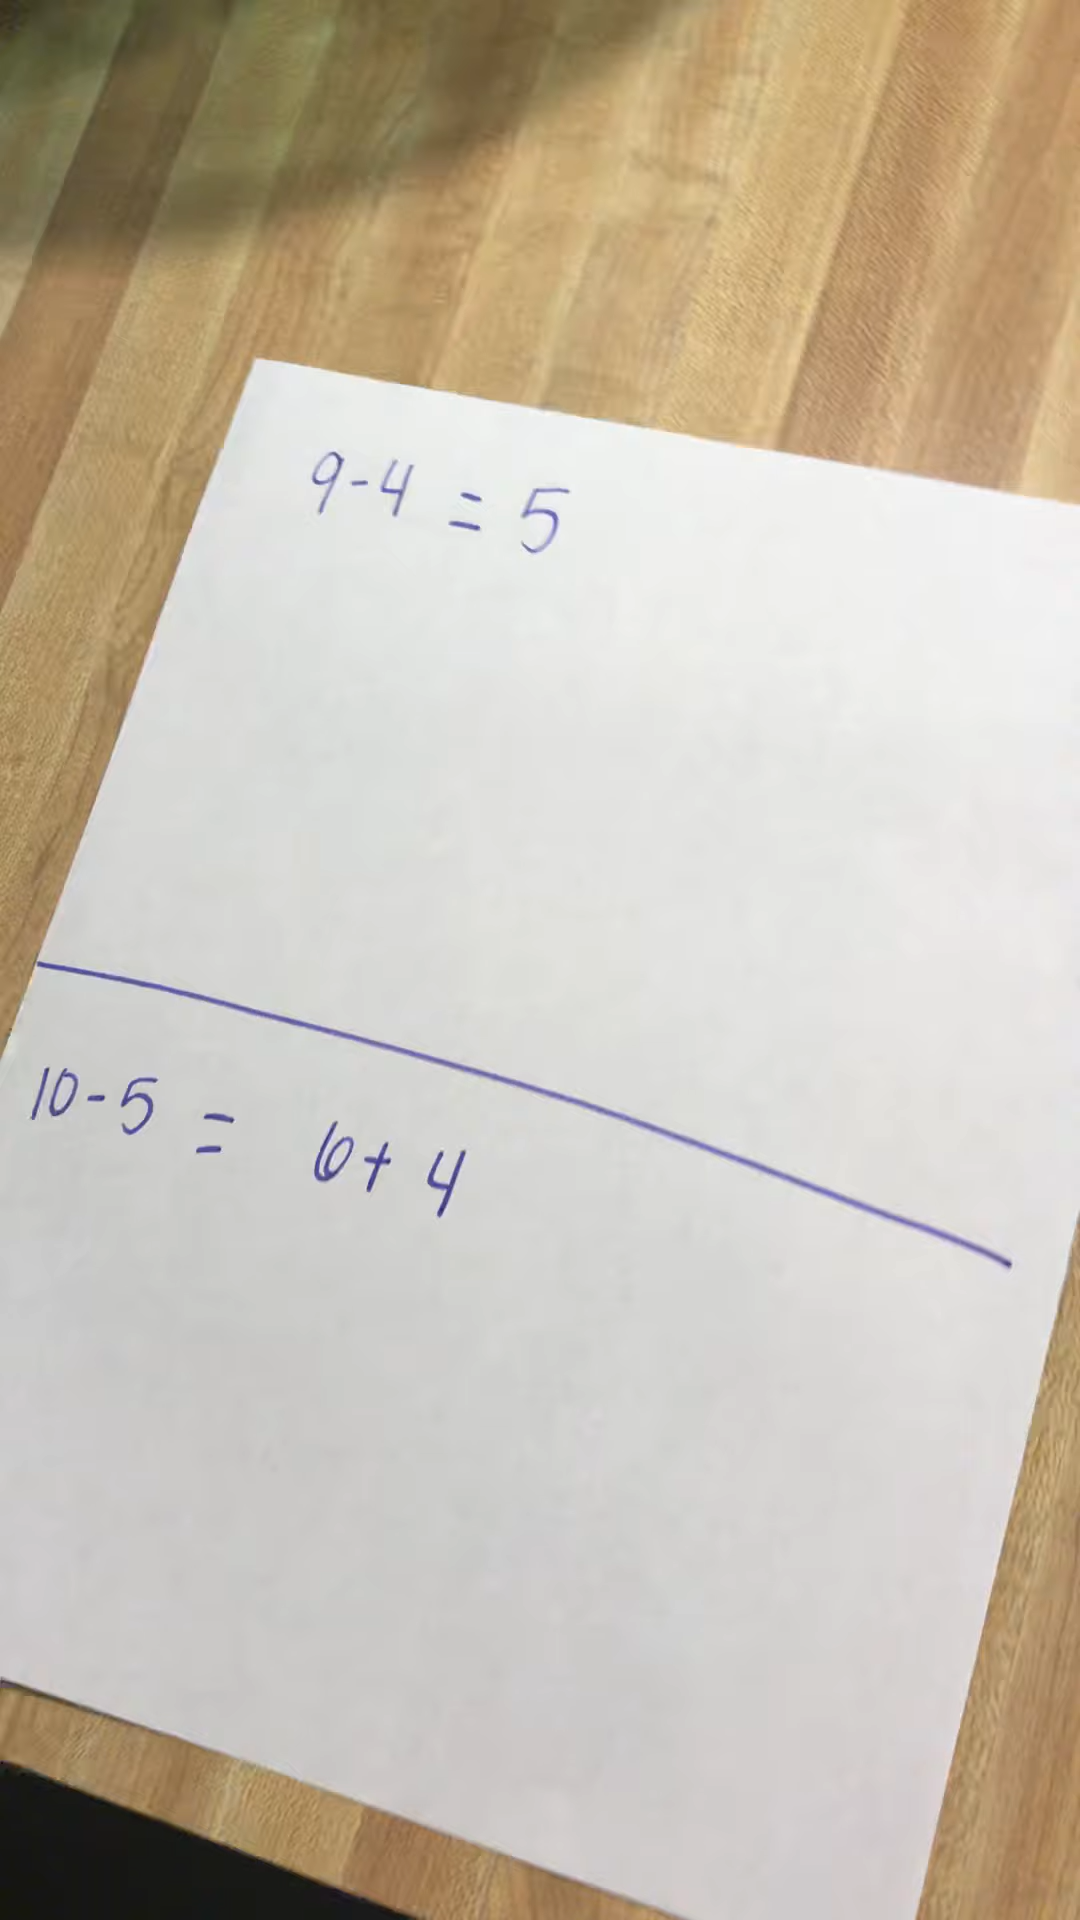 9-4 = 5
10-5 = 6+ 4